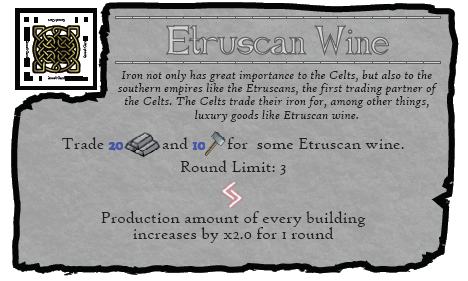 Etruscan Wine
Iron not only has great importance to the Celts, but also to the
southern empires like the Etruscans, the first trading partner of
the Celts. The Celts trade their iron for, among other things,
luxury goods like Etruscan wine.
Trade 20 and 10 for some Etruscan wine.
Round Limit: 3
Production amount of every building
increases by x2.0 for 1 round